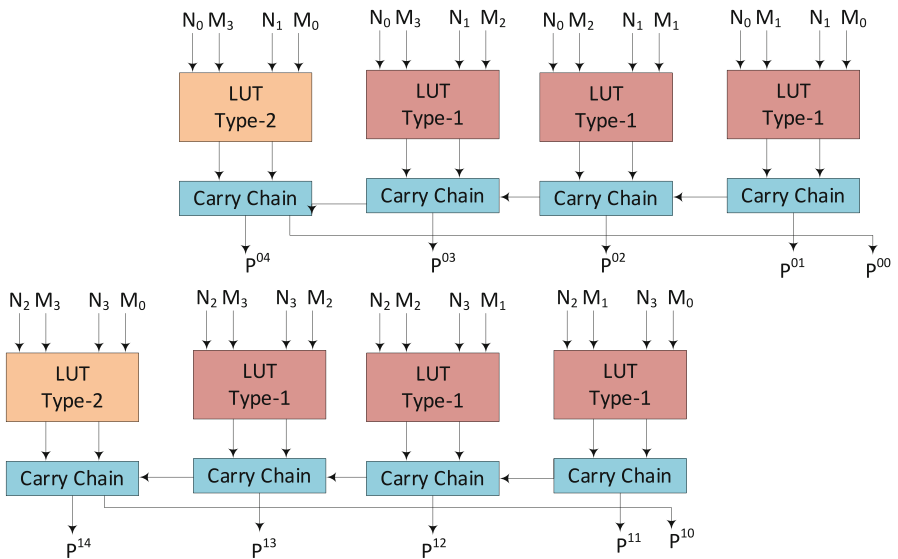 N0 M3 N1 M0 N0 M3 N1 M2 N0 M2 N1 M1 N0 M1 N1 M0
LUT Type-2 LUT Type-1 LUT Type-1 LUT Type-1
Carry Chain Carry Chain Carry Chain Carry Chain
P04 P03 P02 P01 P00
N2 M3 N3 M0 N2 M3 N3 M2 N2 M2 N3 M1 N2 M1 N3 M0
LUT Type-2 LUT Type-1 LUT Type-1 LUT Type-1
Carry Chain Carry Chain Carry Chain Carry Chain
P14 P13 P12 P11 P10